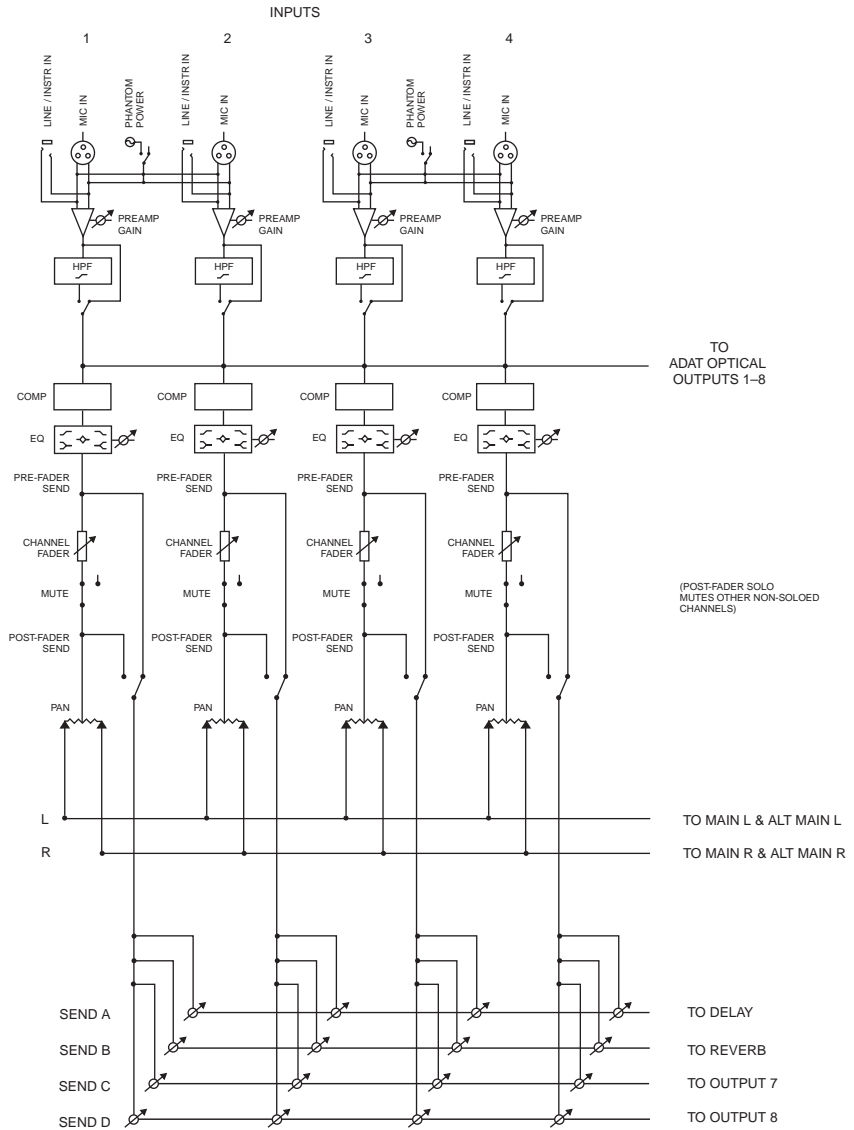 INPUTS
1 2 3 4
LINE / INSTR IN MIC IN PHANTOM POWER LINE / INSTR IN MIC IN LINE / INSTR IN MIC IN PHANTOM POWER LINE / INSTR IN MIC IN
PREAMP GAIN PREAMP GAIN PREAMP GAIN PREAMP GAIN
HPF HPF HPF HPF
TO
ADAT OPTICAL
OUTPUTS 1–8
COMP COMP COMP COMP
EQ EQ EQ EQ
PRE-FADER SEND PRE-FADER SEND PRE-FADER SEND PRE-FADER SEND
CHANNEL FADER CHANNEL FADER CHANNEL FADER CHANNEL FADER
MUTE MUTE MUTE MUTE
(POST-FADER SOLO
MUTES OTHER NON-SOLOED
CHANNELS)
POST-FADER SEND POST-FADER SEND POST-FADER SEND POST-FADER SEND
PAN PAN PAN PAN
L TO MAIN L & ALT MAIN L
R TO MAIN R & ALT MAIN R
SEND A TO DELAY
SEND B TO REVERB
SEND C TO OUTPUT 7
SEND D TO OUTPUT 8